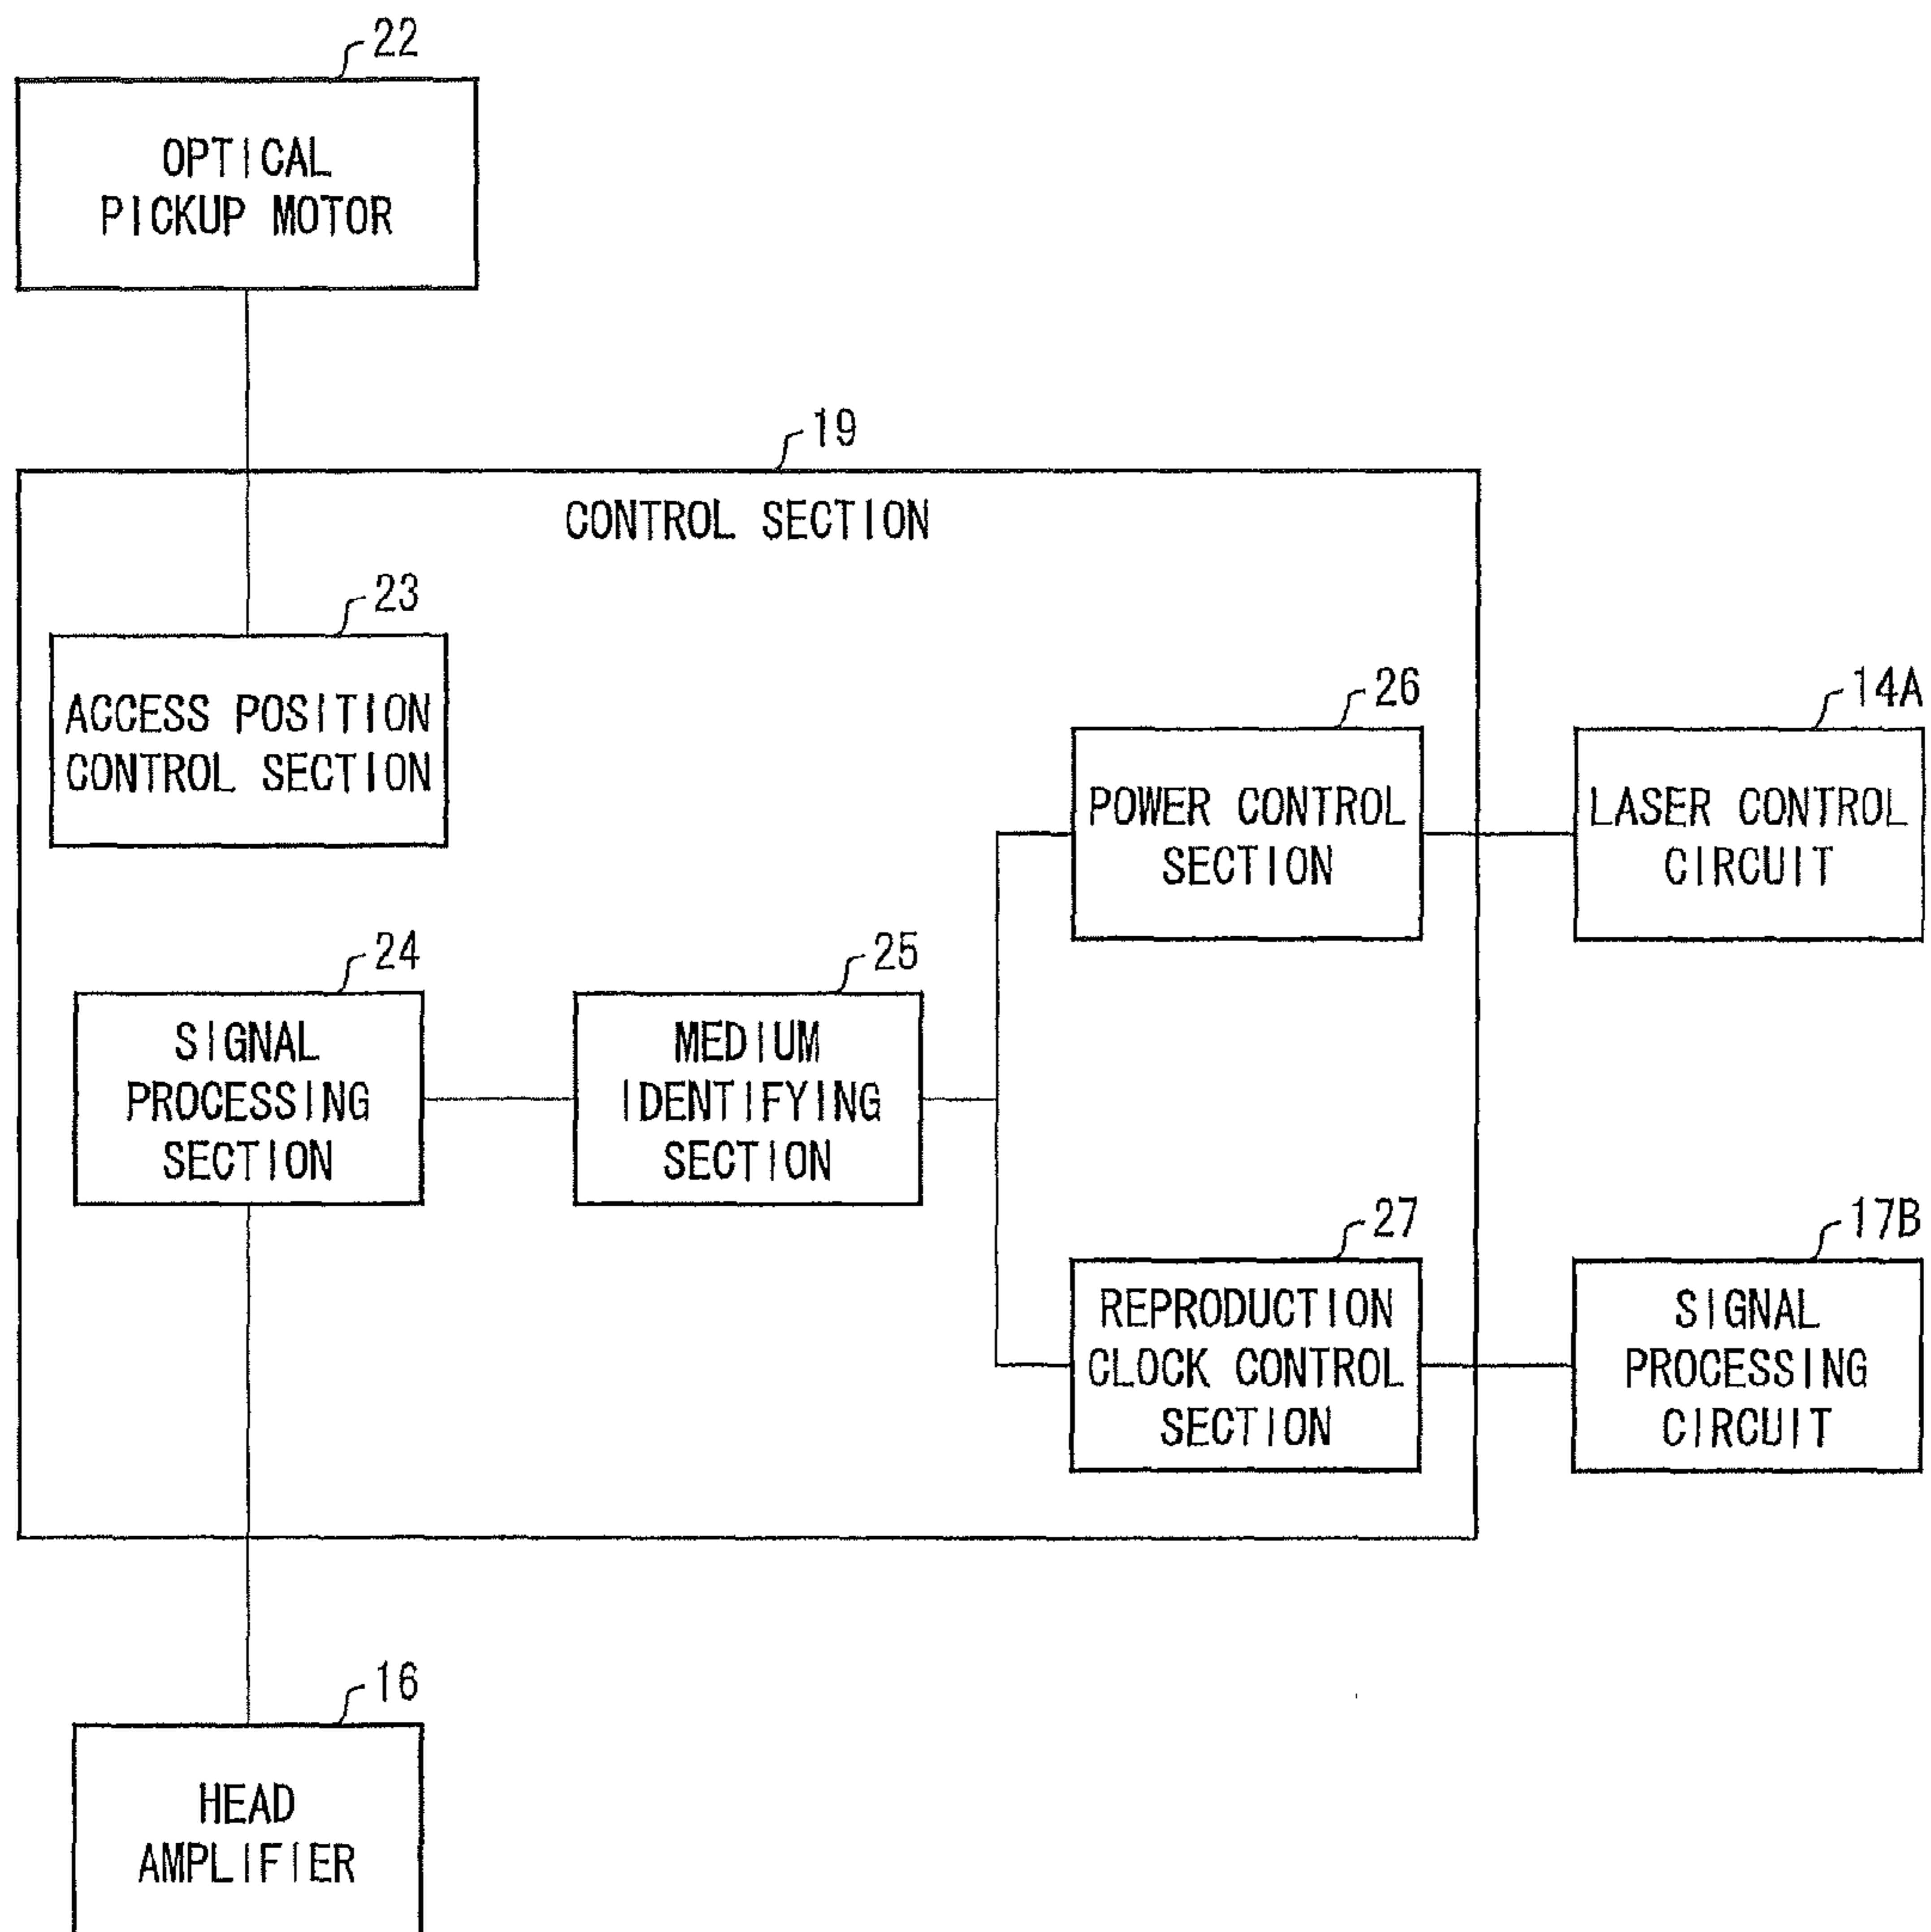 22
OPTICAL
PICKUP MOTOR
19
CONTROL SECTION
23
ACCESS POSITION
CONTROL SECTION
26
POWER CONTROL
SECTION
14A
LASER CONTROL
CIRCUIT
24
SIGNAL
PROCESSING
SECTION
25
MEDIUM
IDENTIFYING
SECTION
27
REPRODUCTION
CLOCK CONTROL
SECTION
17B
SIGNAL
PROCESSING
CIRCUIT
16
HEAD
AMPLIFIER